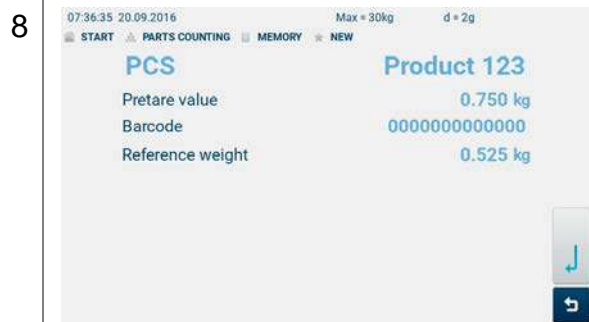 8
07:36:35 20.09.2016 Max = 30kg d = 2g
START PARTS COUNTING MEMORY NEW
PCS Product 123
Pretare value 0.750 kg
Barcode 0000000000000
Reference weight 0.525 kg